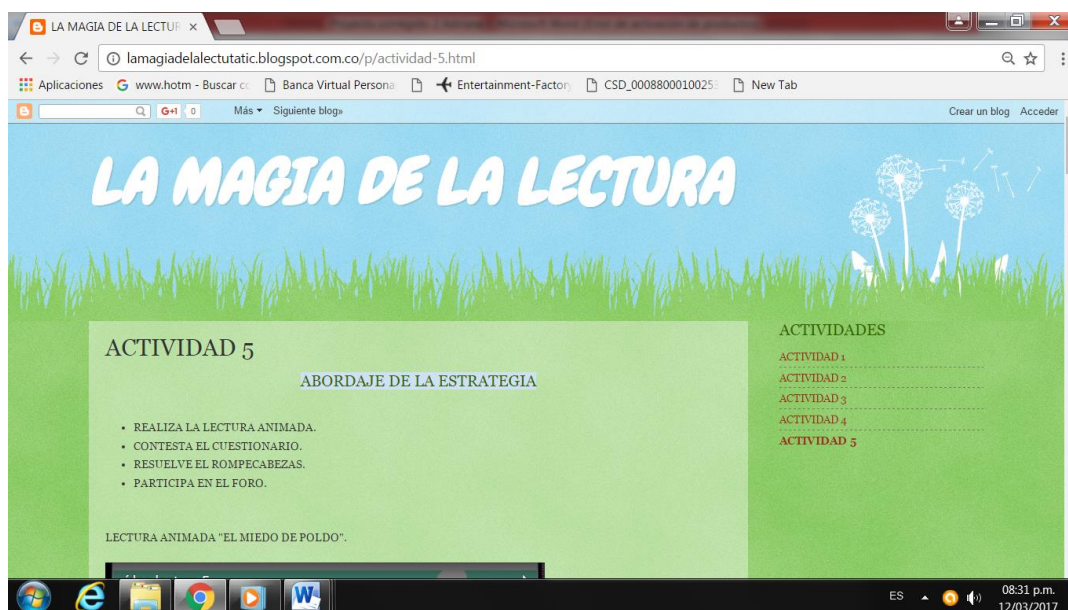 LA MAGIA DE LA LECTUR
lamagiadelalectutatic.blogspot.com.co/p/actividad-5.html
Aplicaciones www.hotm - Buscar co Banca Virtual Persona Entertainment-Factory CSD_00088000100253 New Tab
G+1 0 Más Siguiente blog» Crear un blog Acceder
LA MAGIA DE LA LECTURA
ACTIVIDAD 5
ABORDAJE DE LA ESTRATEGIA
• REALIZA LA LECTURA ANIMADA.
• CONTESTA EL CUESTIONARIO.
• RESUELVE EL ROMPECABEZAS.
• PARTICIPA EN EL FORO.
LECTURA ANIMADA "EL MIEDO DE POLDO".
ACTIVIDADES
ACTIVIDAD 1
ACTIVIDAD 2
ACTIVIDAD 3
ACTIVIDAD 4
ACTIVIDAD 5
ES 08:31 p.m.
12/03/2017